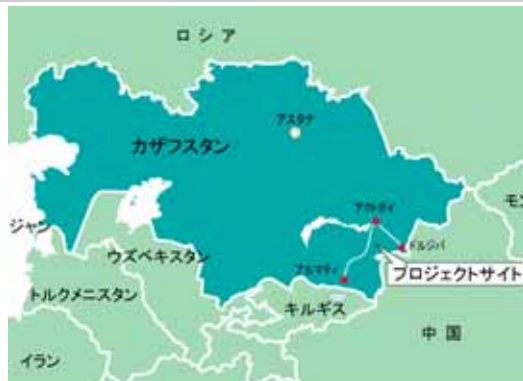 ロシア
アスタナ
カザフスタン
アクトガイ
モン
ジャン
ドルジバ
ウズベキスタン
プロジェクトサイト
アルマティ
トルクメニスタン
キルギス
中国
イラン